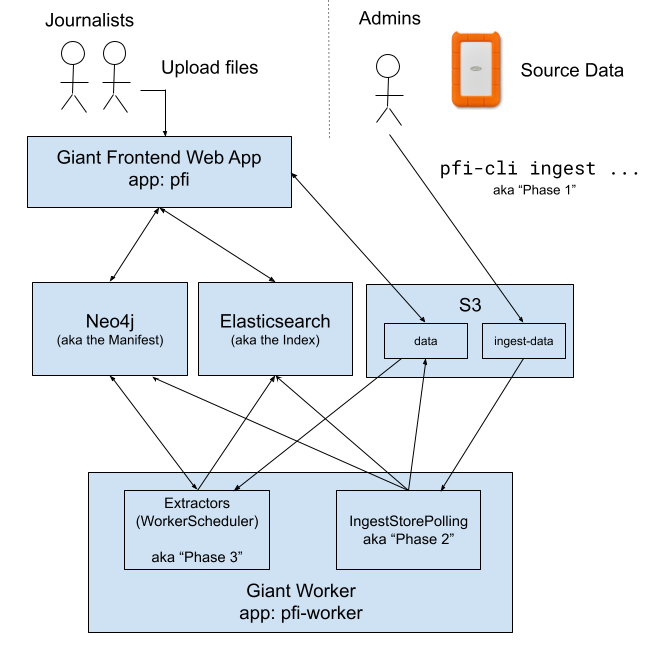 Journalists
Admins
Upload files
Source Data
Giant Frontend Web App
app: pfi
pfi-cli ingest ...
aka “Phase 1”
Neo4j
(aka the Manifest)
Elasticsearch
(aka the Index)
S3
data
ingest-data
Extractors
(WorkerScheduler)
aka “Phase 3”
IngestStorePolling
aka “Phase 2”
Giant Worker
app: pfi-worker